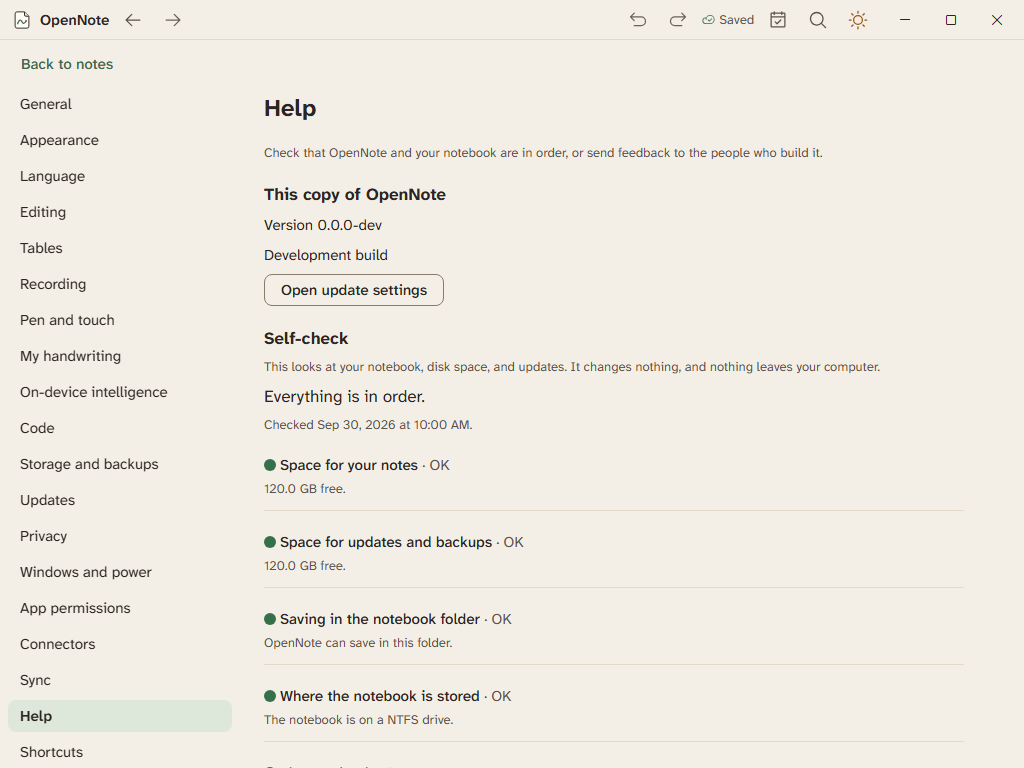 OpenNote
Saved
Back to notes
General
Appearance
Language
Editing
Tables
Recording
Pen and touch
My handwriting
On-device intelligence
Code
Storage and backups
Updates
Privacy
Windows and power
App permissions
Connectors
Sync
Help
Shortcuts
Help
Check that OpenNote and your notebook are in order, or send feedback to the people who build it.
This copy of OpenNote
Version 0.0.0-dev
Development build
Open update settings
Self-check
This looks at your notebook, disk space, and updates. It changes nothing, and nothing leaves your computer.
Everything is in order.
Checked Sep 30, 2026 at 10:00 AM.
Space for your notes · OK
120.0 GB free.
Space for updates and backups · OK
120.0 GB free.
Saving in the notebook folder · OK
OpenNote can save in this folder.
Where the notebook is stored · OK
The notebook is on a NTFS drive.